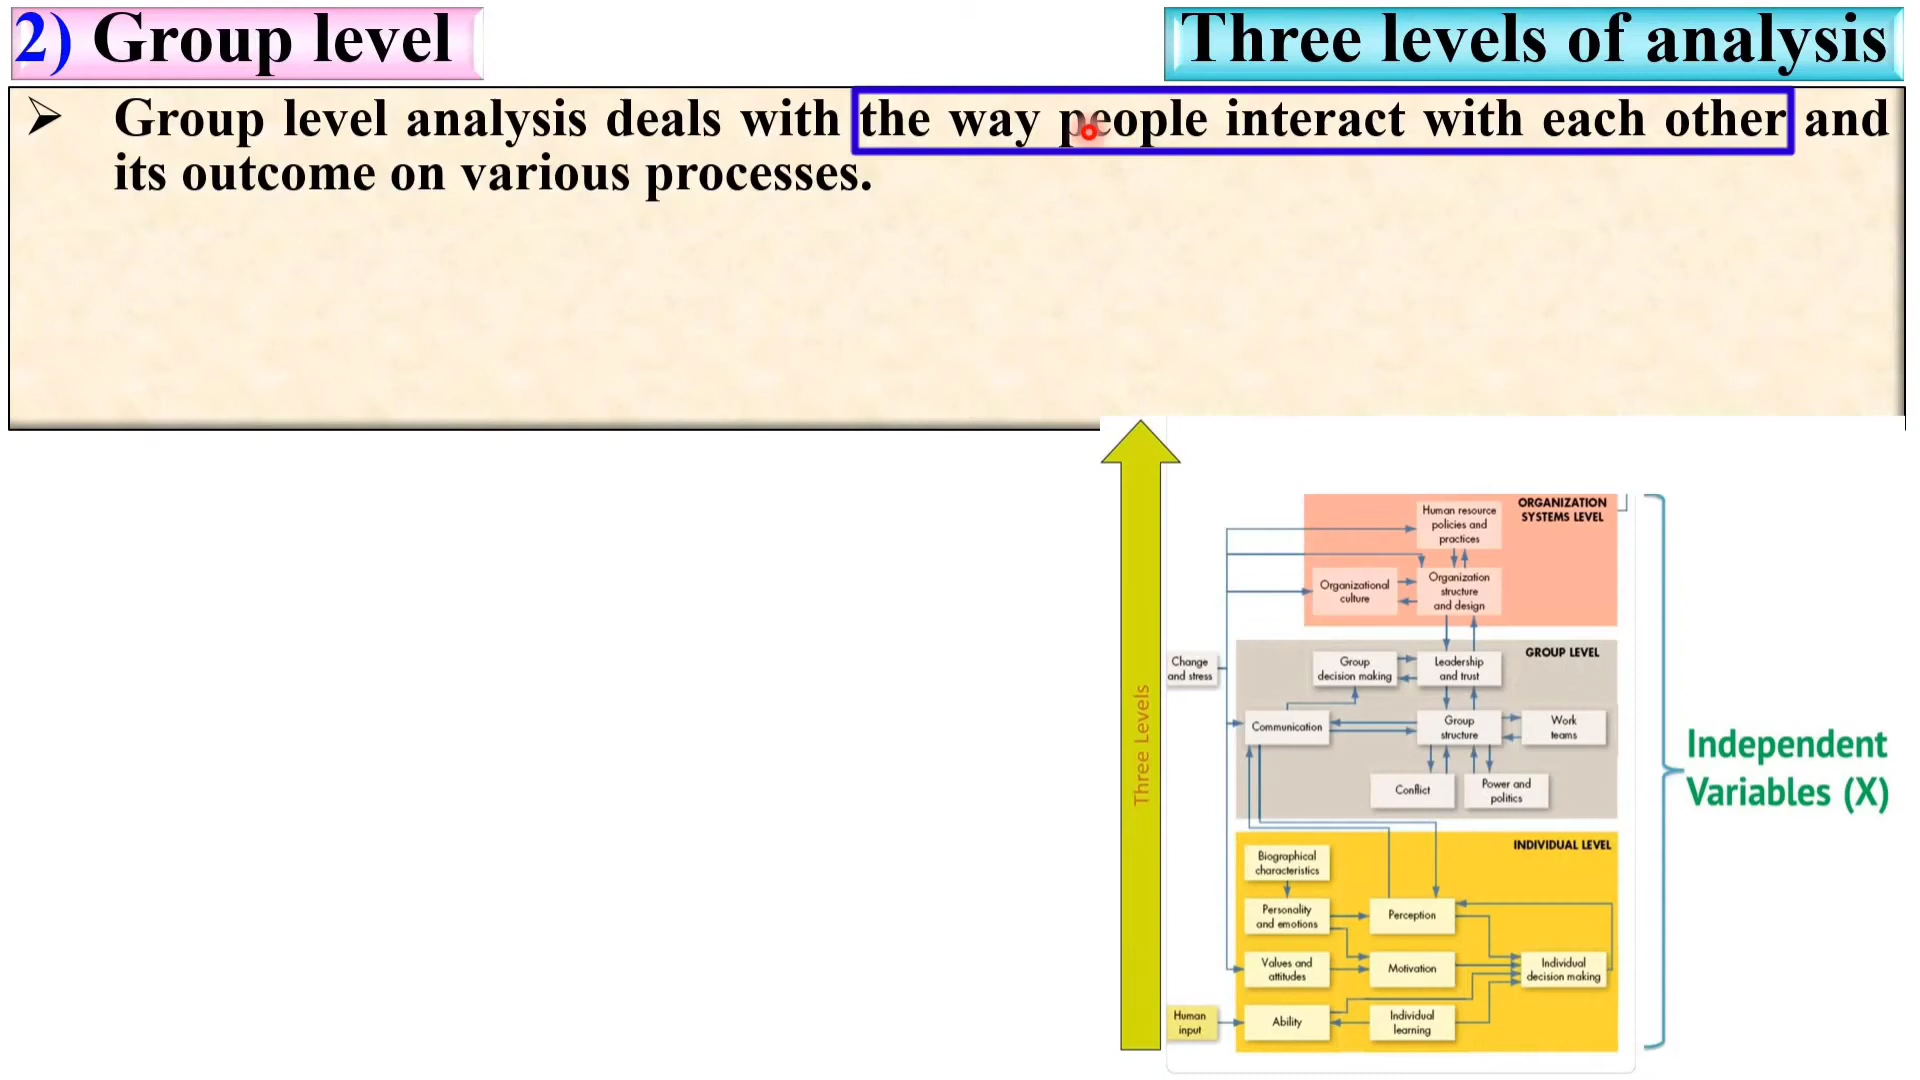 2) Group level
Three levels of analysis
➢ Group level analysis deals with the way people interact with each other and
its outcome on various processes.
Three Levels
ORGANIZATION
SYSTEMS LEVEL
Human resource
policies and
practices
Organizational
culture
Organization
structure
and design
GROUP LEVEL
Change
and stress
Group
decision making
Leadership
and trust
Communication
Group
structure
Work
teams
Conflict
Power and
politics
Independent
Variables (X)
INDIVIDUAL LEVEL
Biographical
characteristics
Personality
and emotions
Perception
Values and
attitudes
Motivation
Individual
decision making
Human
input
Ability
Individual
learning